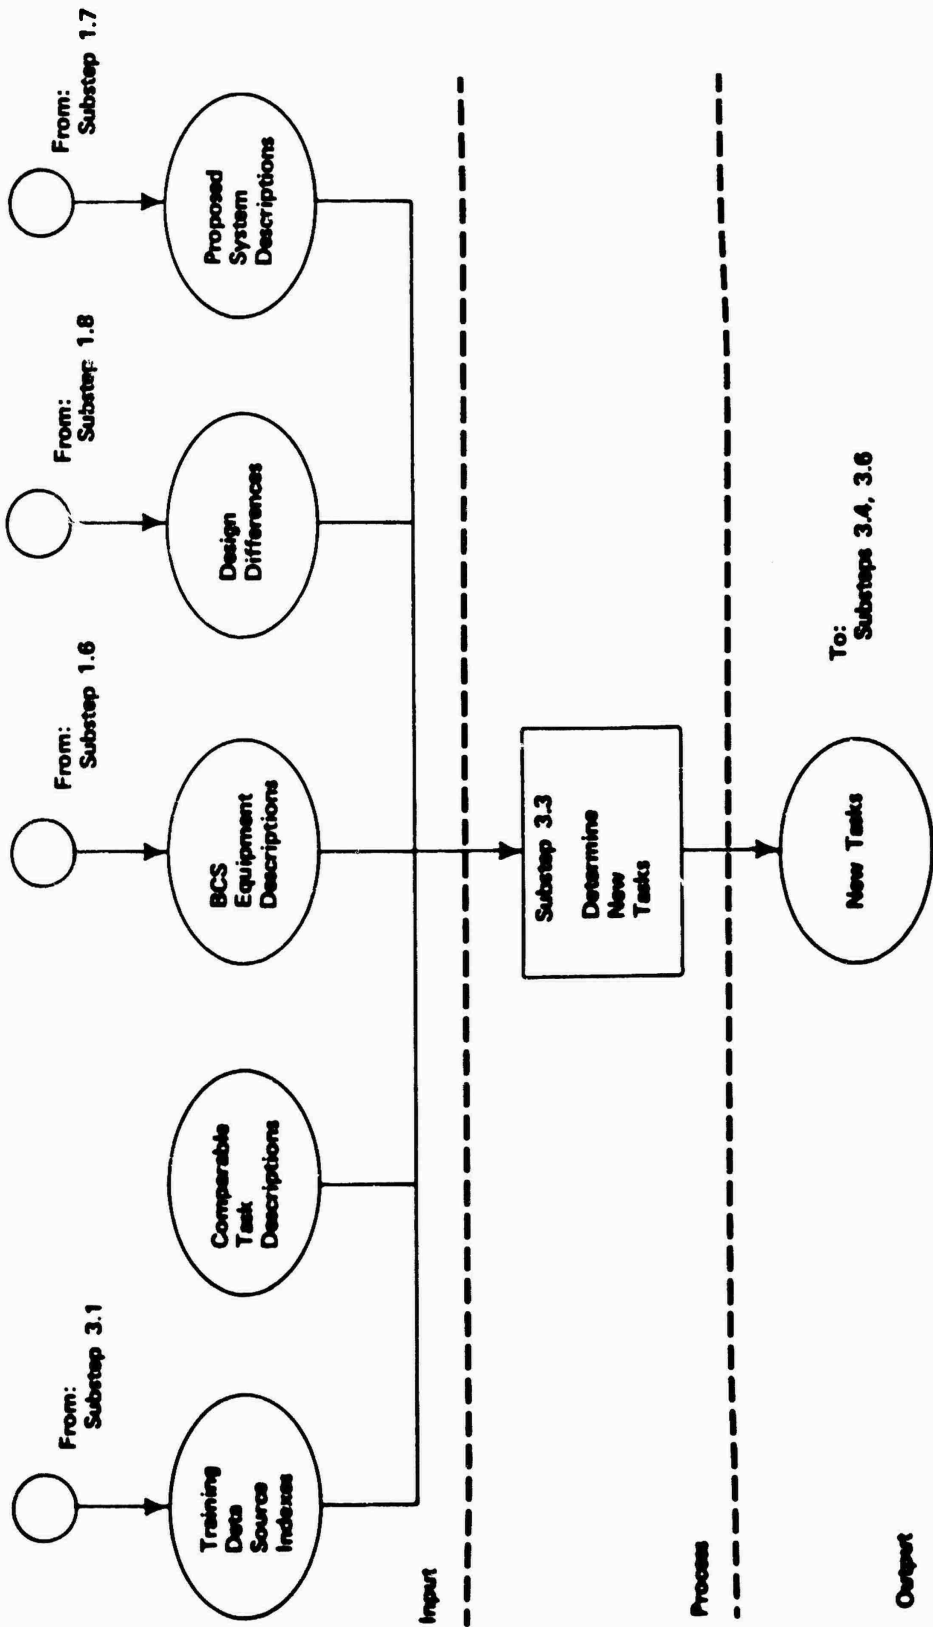 From:
Substep 3.1
From:
Substep 1.6
From:
Substep 1.8
From:
Substep 1.7
Training
Data
Source
Indexes
Comparable
Task
Descriptions
BCS
Equipment
Descriptions
Design
Differences
Proposed
System
Descriptions
Input
Substep 3.3
Determine
New
Tasks
Process
New Tasks
To:
Substeps 3.4, 3.6
Output